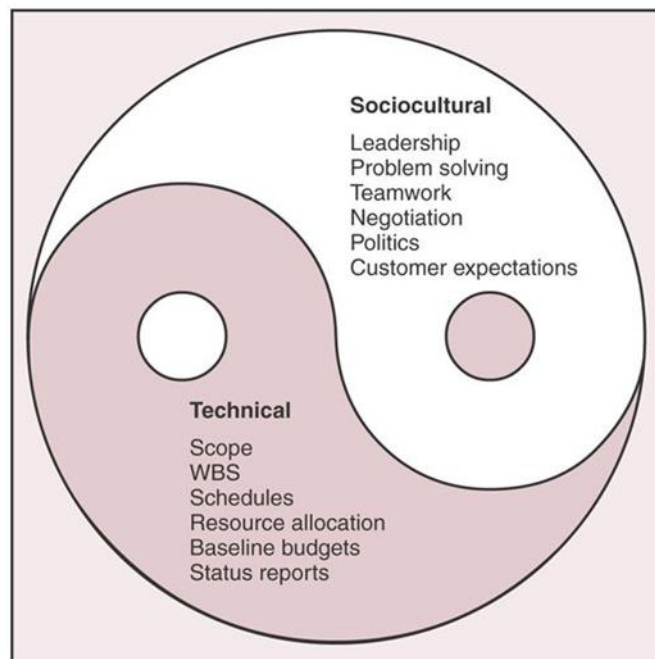 Sociocultural
Leadership
Problem solving
Teamwork
Negotiation
Politics
Customer expectations
Technical
Scope
WBS
Schedules
Resource allocation
Baseline budgets
Status reports